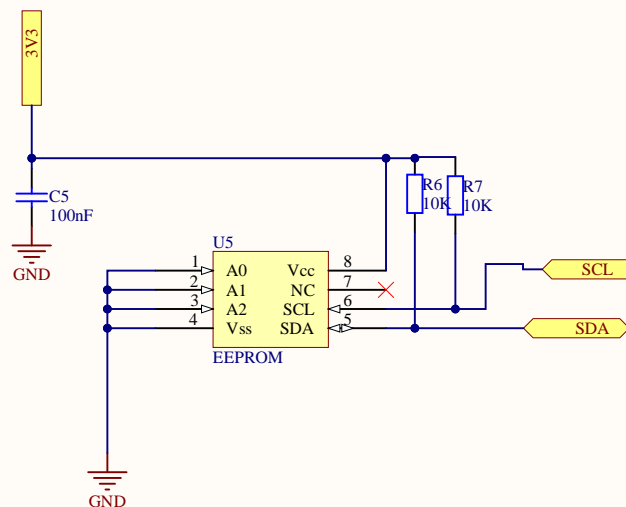 3V3
C5
100nF
GND
R6
10K
R7
10K
U5
1
A0
2
A1
3
A2
4
Vss
8
Vcc
7
NC
6
SCL
5
SDA
EEPROM
SCL
SDA
GND